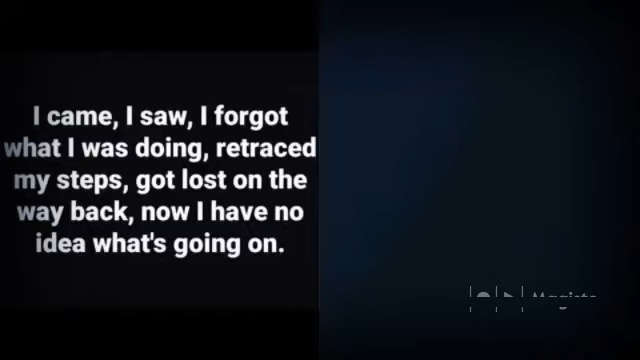 I came, I saw, I forgot
what I was doing, retraced
my steps, got lost on the
way back, now I have no
idea what's going on.